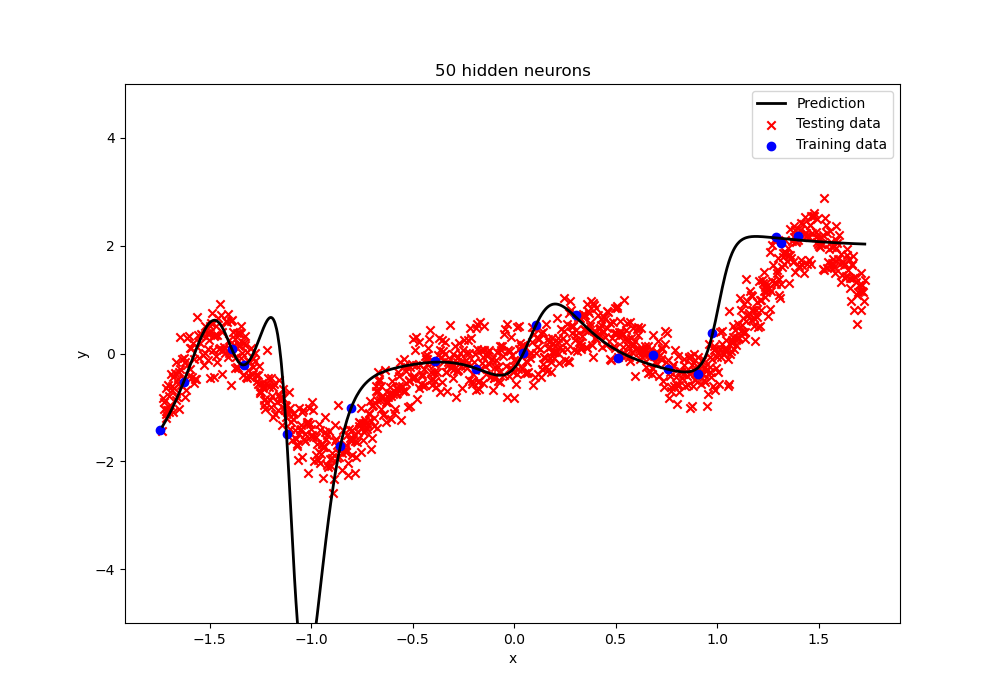 50 hidden neurons
Prediction
Testing data
Training data
4
2
0
−2
−4
y
−1.5 −1.0 −0.5 0.0 0.5 1.0 1.5
x